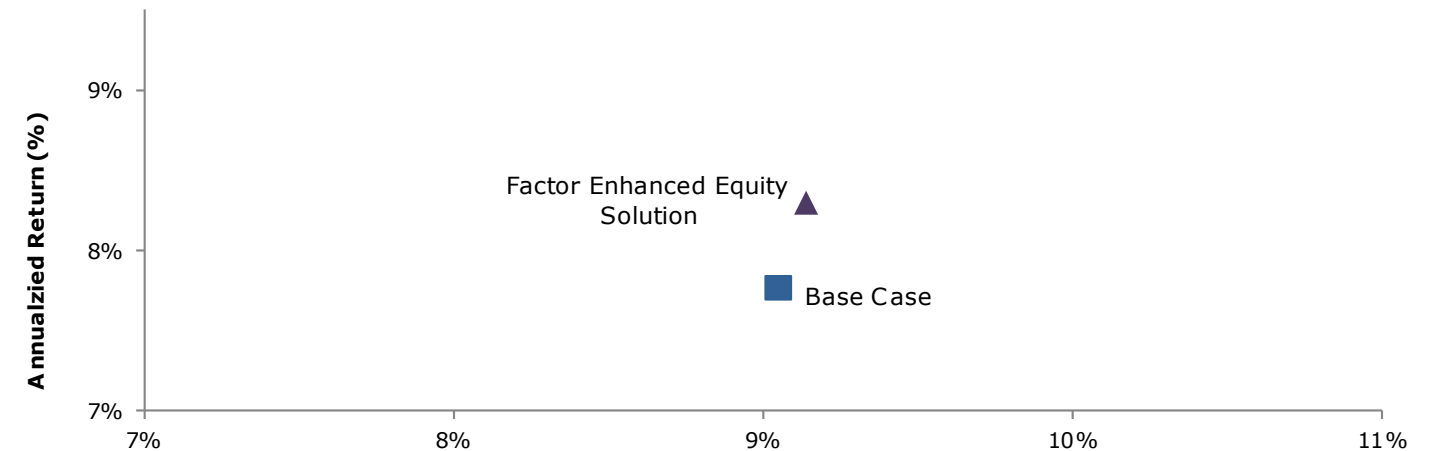 9%
Annualzied Return (%)
Factor Enhanced Equity
Solution
8%
Base Case
7%
7%
8%
9%
10%
11%